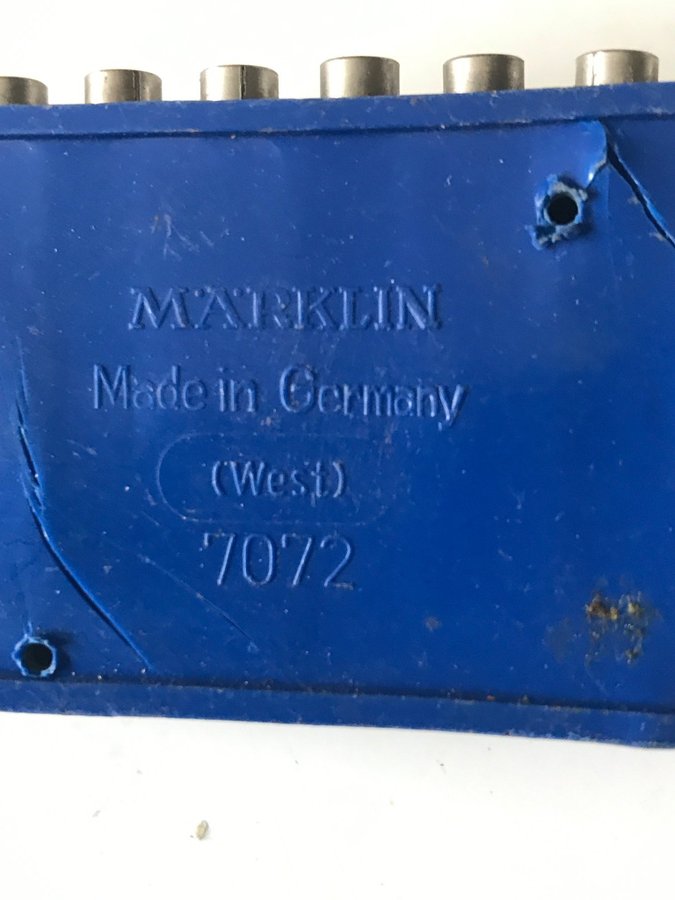 MÄRKLIN
Made in Germany
(West)
7072